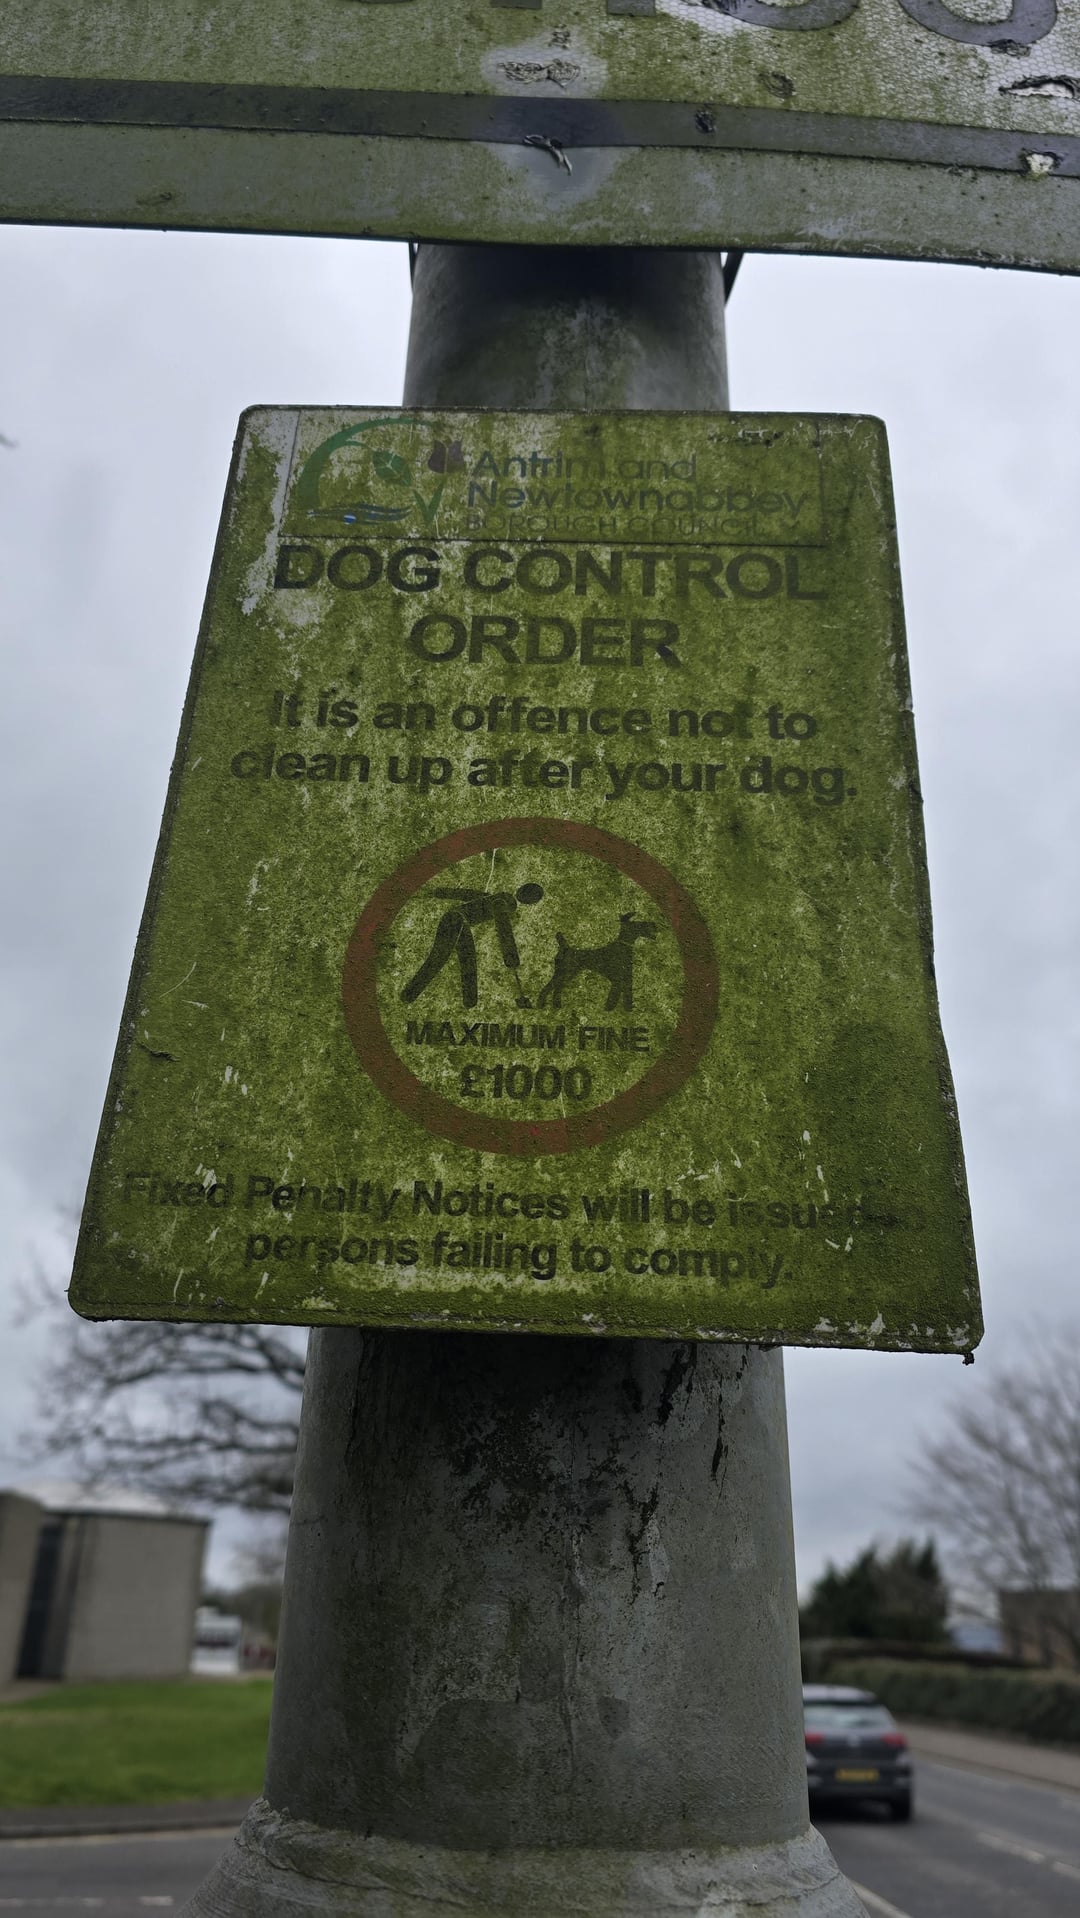 Antrim and
Newtownabbey
BOROUGH COUNCIL
DOG CONTROL
ORDER
It is an offence not to
clean up after your dog.
MAXIMUM FINE
£1000
Fixed Penalty Notices will be issued
persons failing to comply.